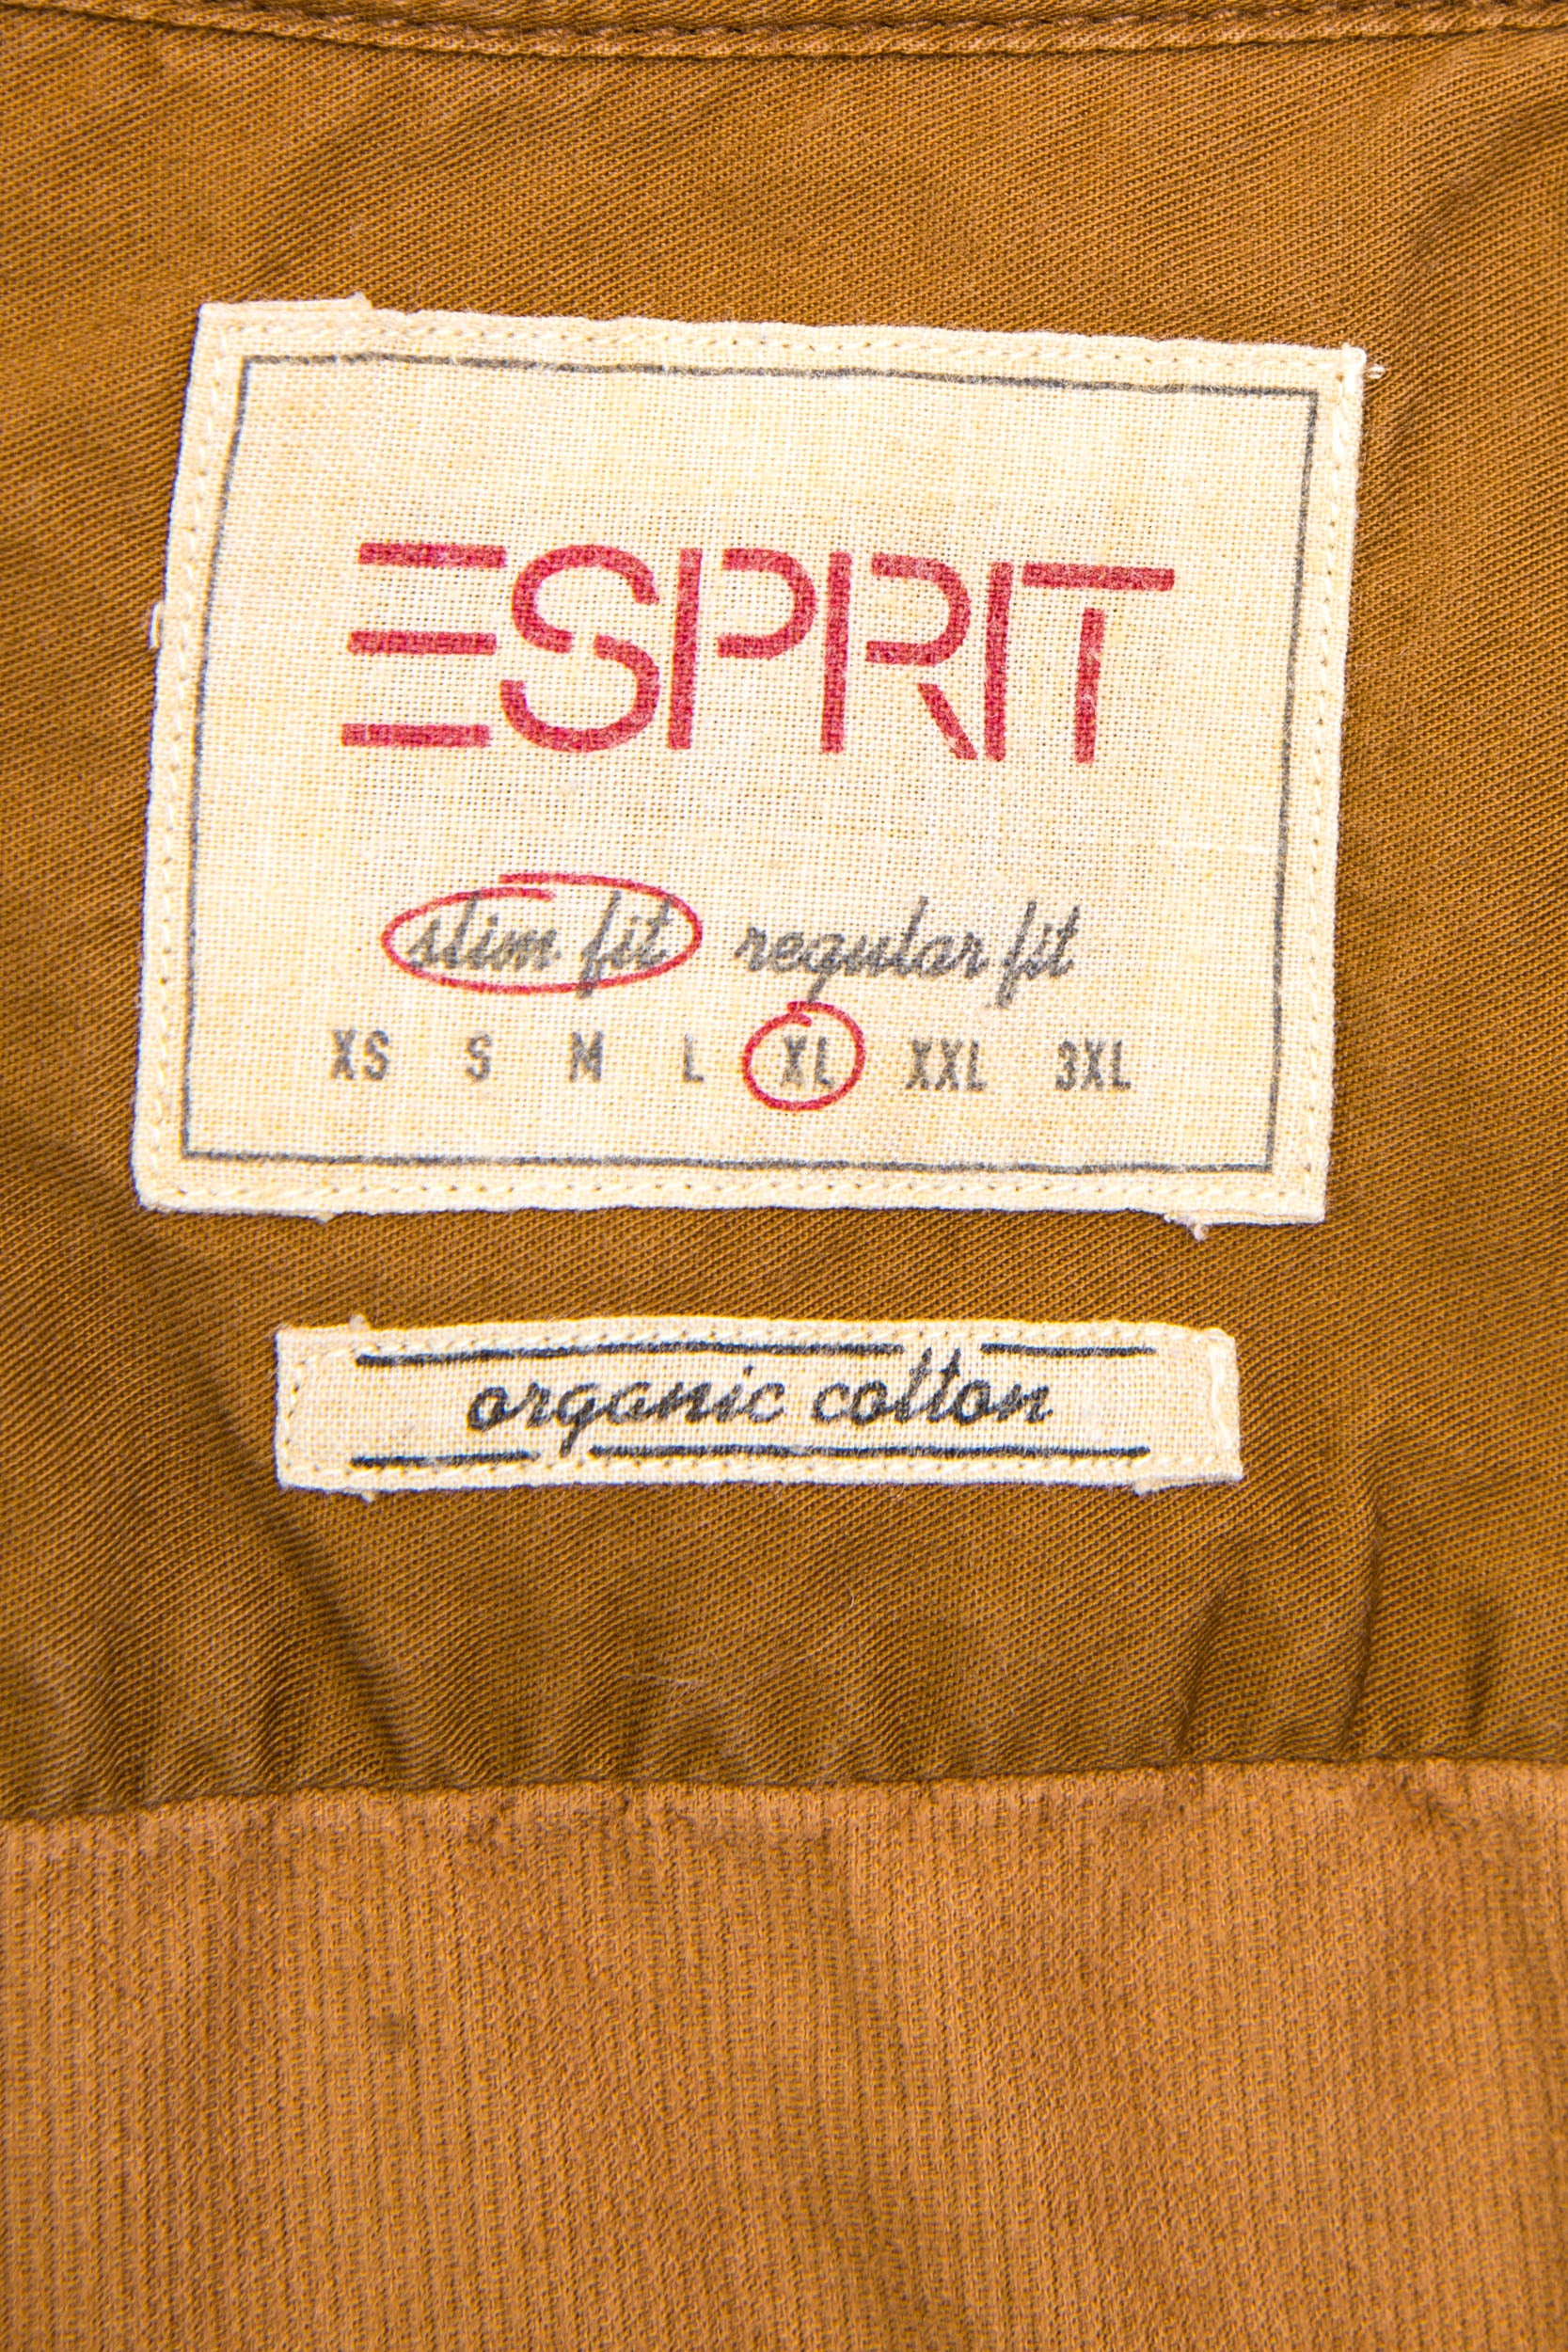 ESPRIT
slim fit regular fit
XS S M L XL XXL 3XL
organic cotton